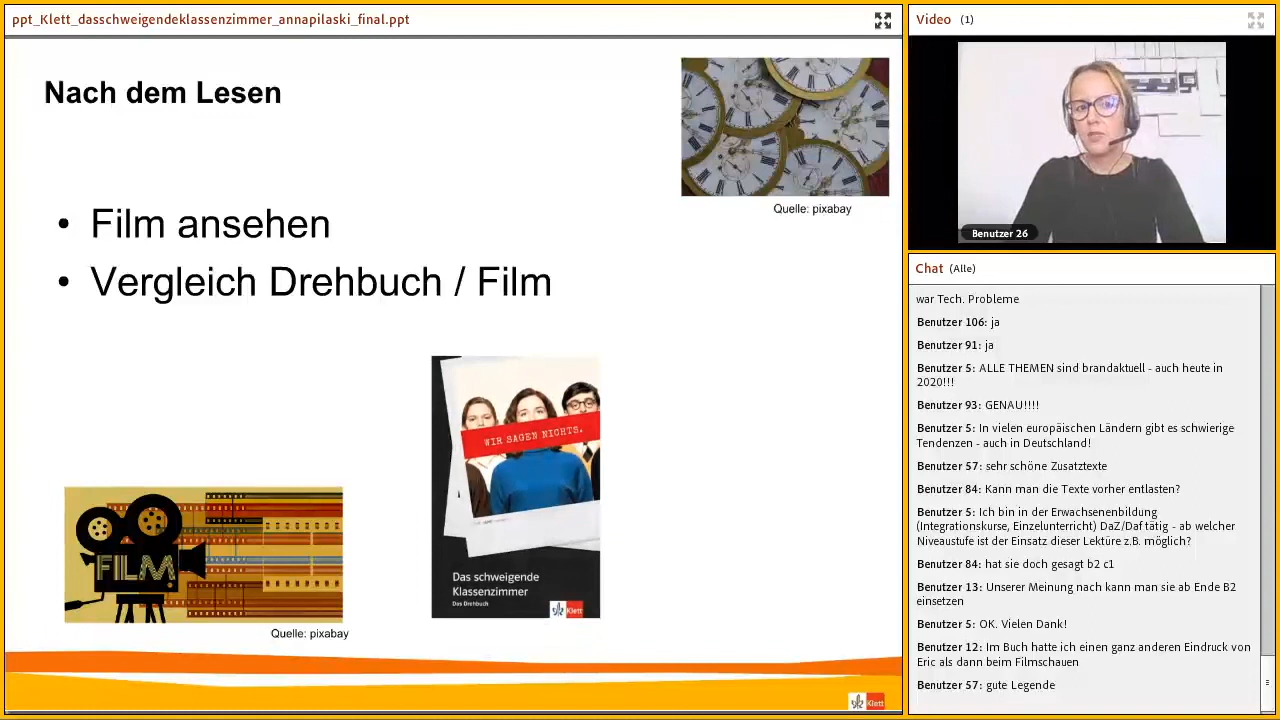 ppt_Klett_dasschweigendeklassenzimmer_annapilaski_final.ppt
Nach dem Lesen
Quelle: pixabay
• Film ansehen
• Vergleich Drehbuch / Film
WIR SAGEN NICHTS.
Das schweigende
Klassenzimmer
Das Drehbuch
Klett
FILM
Quelle: pixabay
Klett
Video (1)
Benutzer 26
Chat (Alle)
war Tech. Probleme
Benutzer 106: ja
Benutzer 91: ja
Benutzer 5: ALLE THEMEN sind brandaktuell - auch heute in
2020!!!
Benutzer 93: GENAU!!!!
Benutzer 5: In vielen europäischen Ländern gibt es schwierige
Tendenzen - auch in Deutschland!
Benutzer 57: sehr schöne Zusatztexte
Benutzer 84: Kann man die Texte vorher entlasten?
Benutzer 5: Ich bin in der Erwachsenenbildung
(Integrationskurse, Einzelunterricht) DaZ/Daf tätig - ab welcher
Niveaustufe ist der Einsatz dieser Lektüre z.B. möglich?
Benutzer 84: hat sie doch gesagt b2 c1
Benutzer 13: Unserer Meinung nach kann man sie ab Ende B2
einsetzen
Benutzer 5: OK. Vielen Dank!
Benutzer 12: Im Buch hatte ich einen ganz anderen Eindruck von
Eric als dann beim Filmschauen
Benutzer 57: gute Legende